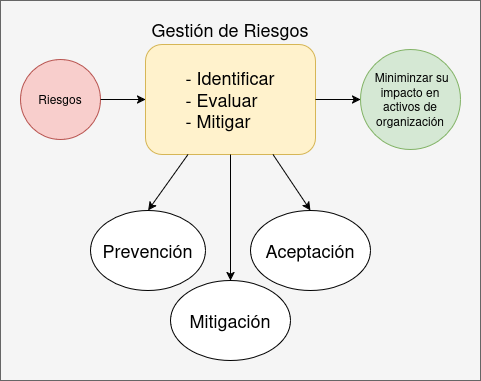 Gestión de Riesgos
Riesgos
- Identificar
- Evaluar
- Mitigar
Miniminzar su
impacto en
activos de
organización
Prevención
Mitigación
Aceptación